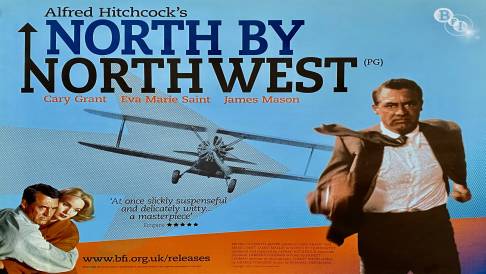 Alfred Hitchcock's
NORTH BY
NORTHWEST (PG)
Cary Grant Eva Marie Saint James Mason
BFI
'At once slickly suspenseful
and delicately witty...
a masterpiece'
Empire ★★★★★
www.bfi.org.uk/releases